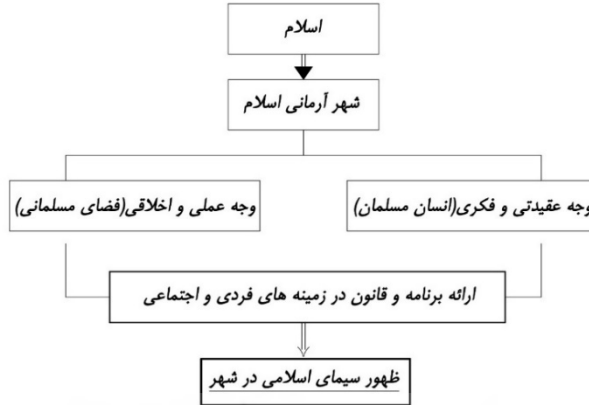 اسلام
شهر آرمانی اسلام
وجه عقیدتی و فکری(انسان مسلمان)
وجه عملی و اخلاقی(فضای مسلمانی)
ارائه برنامه و قانون در زمینه های فردی و اجتماعی
ظهور سیمای اسلامی در شهر